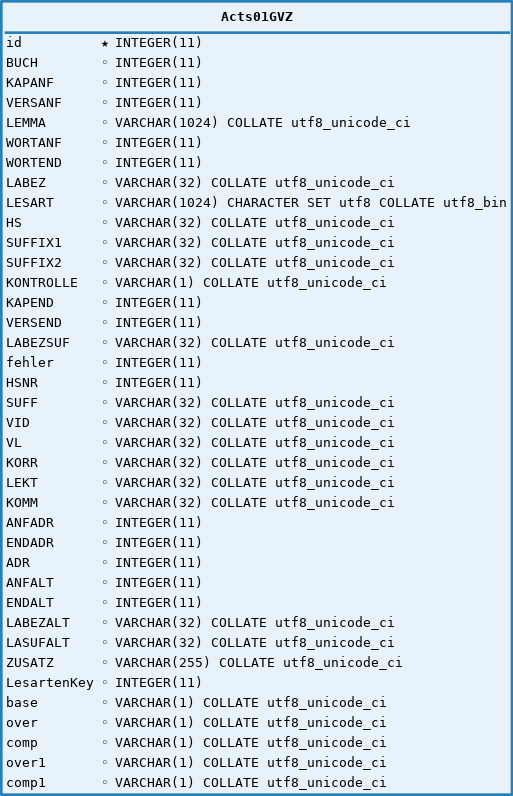 Acts01GVZ
id ★ INTEGER(11)
BUCH ◦ INTEGER(11)
KAPANF ◦ INTEGER(11)
VERSANF ◦ INTEGER(11)
LEMMA ◦ VARCHAR(1024) COLLATE utf8_unicode_ci
WORTANF ◦ INTEGER(11)
WORTEND ◦ INTEGER(11)
LABEZ ◦ VARCHAR(32) COLLATE utf8_unicode_ci
LESART ◦ VARCHAR(1024) CHARACTER SET utf8 COLLATE utf8_bin
HS ◦ VARCHAR(32) COLLATE utf8_unicode_ci
SUFFIX1 ◦ VARCHAR(32) COLLATE utf8_unicode_ci
SUFFIX2 ◦ VARCHAR(32) COLLATE utf8_unicode_ci
KONTROLLE ◦ VARCHAR(1) COLLATE utf8_unicode_ci
KAPEND ◦ INTEGER(11)
VERSEND ◦ INTEGER(11)
LABEZSUF ◦ VARCHAR(32) COLLATE utf8_unicode_ci
fehler ◦ INTEGER(11)
HSNR ◦ INTEGER(11)
SUFF ◦ VARCHAR(32) COLLATE utf8_unicode_ci
VID ◦ VARCHAR(32) COLLATE utf8_unicode_ci
VL ◦ VARCHAR(32) COLLATE utf8_unicode_ci
KORR ◦ VARCHAR(32) COLLATE utf8_unicode_ci
LEKT ◦ VARCHAR(32) COLLATE utf8_unicode_ci
KOMM ◦ VARCHAR(32) COLLATE utf8_unicode_ci
ANFADR ◦ INTEGER(11)
ENDADR ◦ INTEGER(11)
ADR ◦ INTEGER(11)
ANFALT ◦ INTEGER(11)
ENDALT ◦ INTEGER(11)
LABEZALT ◦ VARCHAR(32) COLLATE utf8_unicode_ci
LASUFALT ◦ VARCHAR(32) COLLATE utf8_unicode_ci
ZUSATZ ◦ VARCHAR(255) COLLATE utf8_unicode_ci
LesartenKey ◦ INTEGER(11)
base ◦ VARCHAR(1) COLLATE utf8_unicode_ci
over ◦ VARCHAR(1) COLLATE utf8_unicode_ci
comp ◦ VARCHAR(1) COLLATE utf8_unicode_ci
over1 ◦ VARCHAR(1) COLLATE utf8_unicode_ci
comp1 ◦ VARCHAR(1) COLLATE utf8_unicode_ci